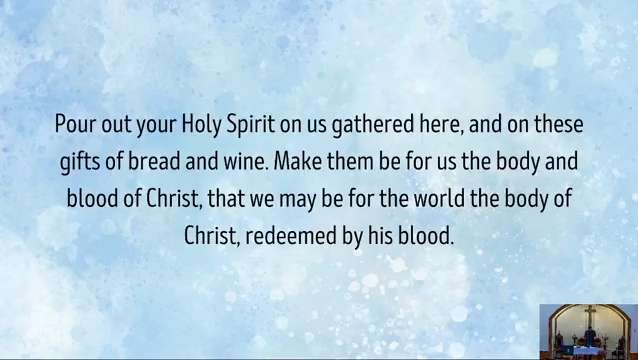 Pour out your Holy Spirit on us gathered here, and on these
gifts of bread and wine. Make them be for us the body and
blood of Christ, that we may be for the world the body of
Christ, redeemed by his blood.